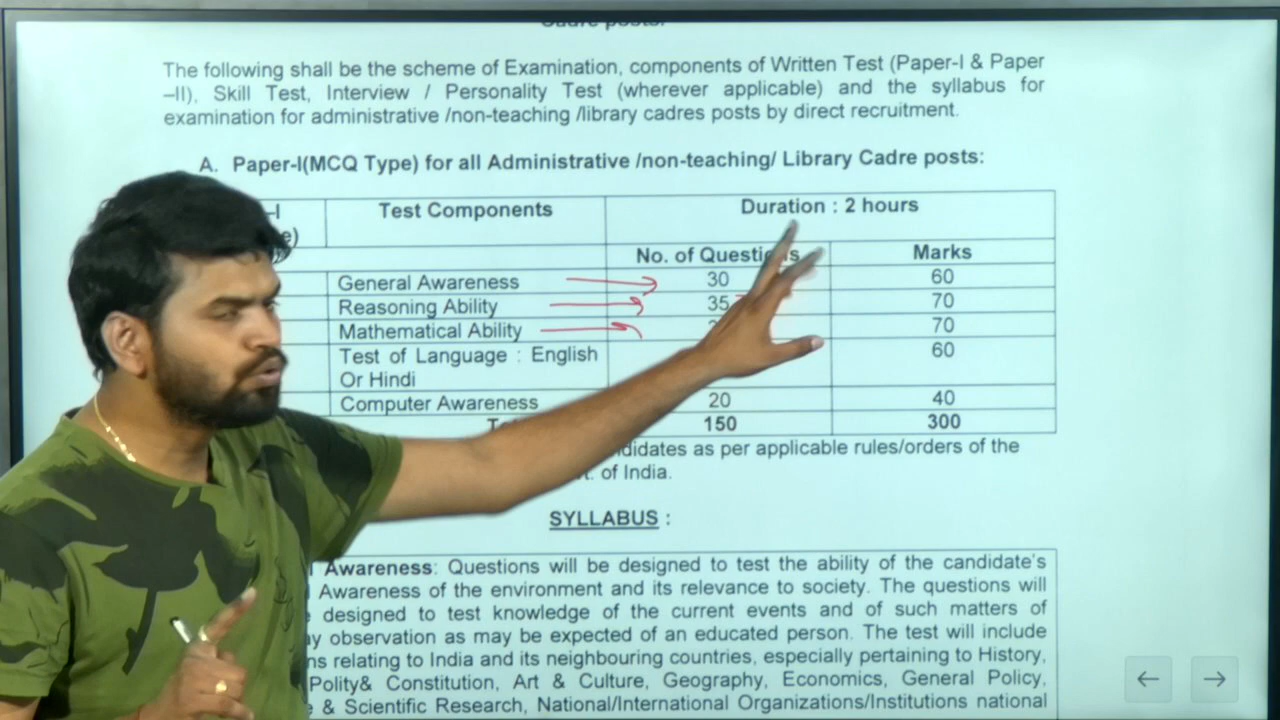 Cadre posts.
The following shall be the scheme of Examination, components of Written Test (Paper-I & Paper
–II), Skill Test, Interview / Personality Test (wherever applicable) and the syllabus for
examination for administrative /non-teaching /library cadres posts by direct recruitment.
A. Paper-I(MCQ Type) for all Administrative /non-teaching/ Library Cadre posts:
Test Components Duration : 2 hours
No. of Questions Marks
General Awareness 30 60
Reasoning Ability 35 70
Mathematical Ability 70
Test of Language : English 60
Or Hindi
Computer Awareness 20 40
150 300
as per applicable rules/orders of the
of India.
SYLLABUS :
Awareness: Questions will be designed to test the ability of the candidate's
Awareness of the environment and its relevance to society. The questions will
designed to test knowledge of the current events and of such matters of
observation as may be expected of an educated person. The test will include
relating to India and its neighbouring countries, especially pertaining to History,
Polity& Constitution, Art & Culture, Geography, Economics, General Policy,
& Scientific Research, National/International Organizations/Institutions national